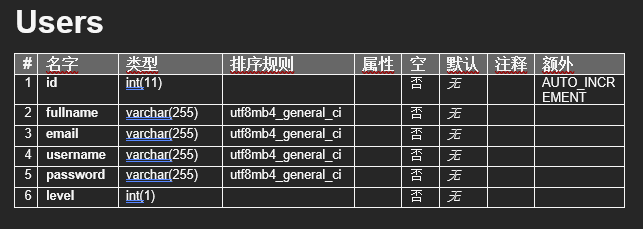 Users
# 名字 类型 排序规则 属性 空 默认 注释 额外
1 id int(11) 否 无 AUTO_INCR
EMENT
2 fullname varchar(255) utf8mb4_general_ci 否 无
3 email varchar(255) utf8mb4_general_ci 否 无
4 username varchar(255) utf8mb4_general_ci 否 无
5 password varchar(255) utf8mb4_general_ci 否 无
6 level int(1) 否 无